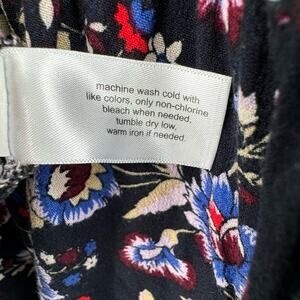 machine wash cold with
like colors, only non-chlorine
bleach when needed,
tumble dry low,
warm iron if needed.